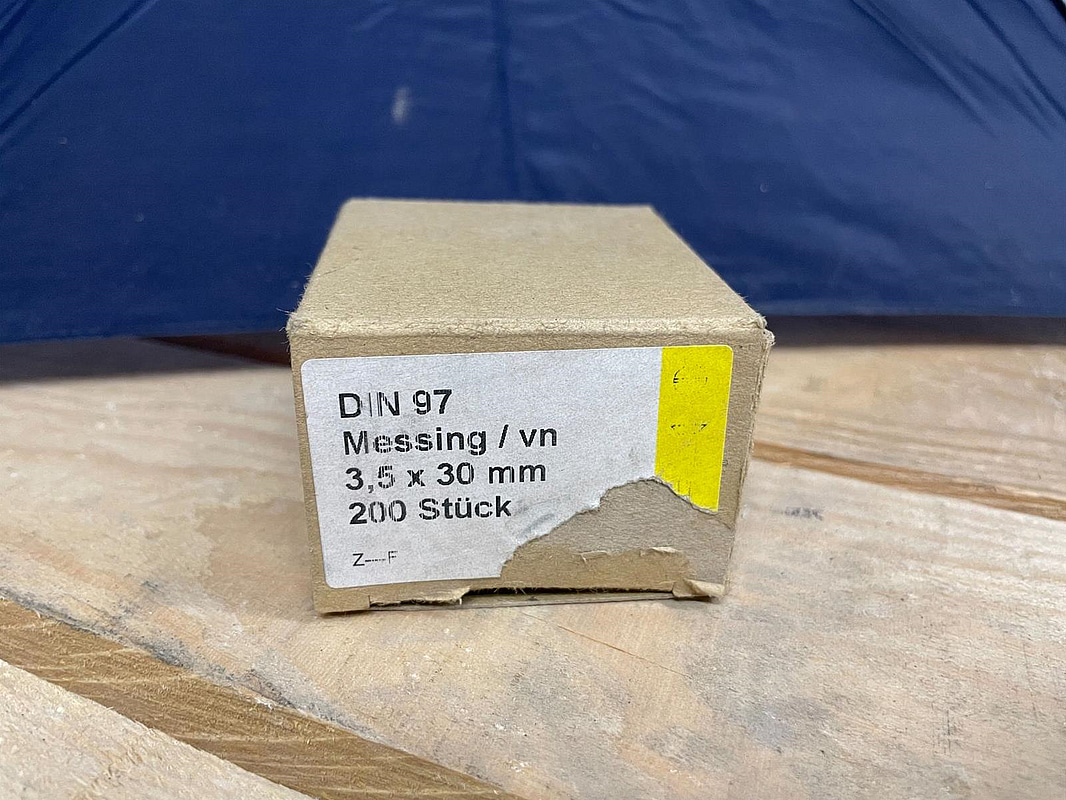 DIN 97
Messing / vn
3,5 x 30 mm
200 Stück